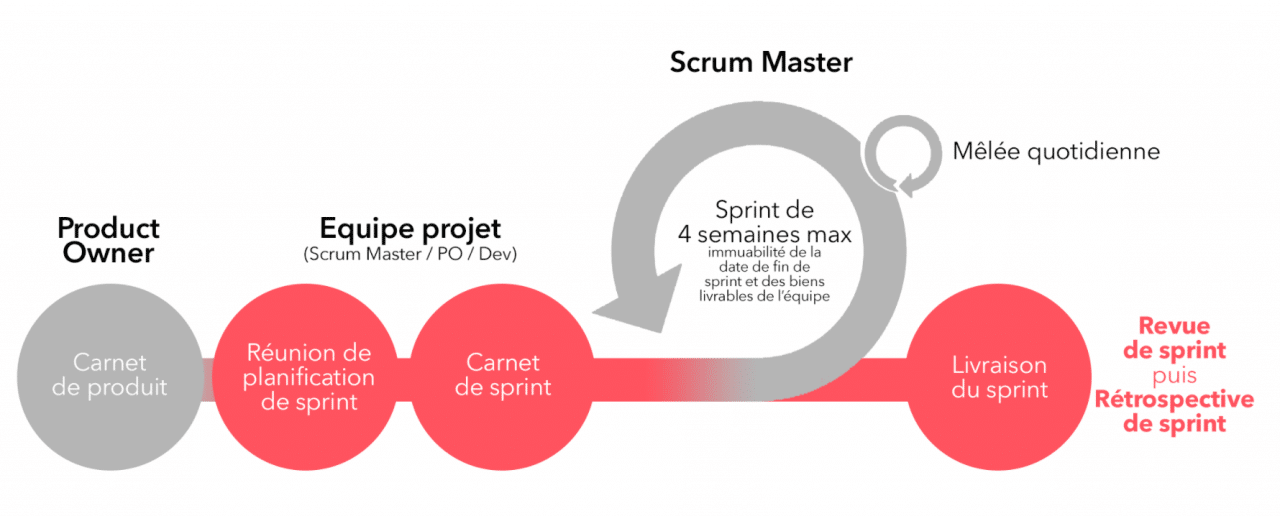 Scrum Master
Mêlée quotidienne
Sprint de
4 semaines max
immuabilité de la
date de fin de
sprint et des biens
livrables de l'équipe
Product
Owner
Equipe projet
(Scrum Master / PO / Dev)
Carnet
de produit
Réunion de
planification
de sprint
Carnet
de sprint
Livraison
du sprint
Revue
de sprint
puis
Rétrospective
de sprint